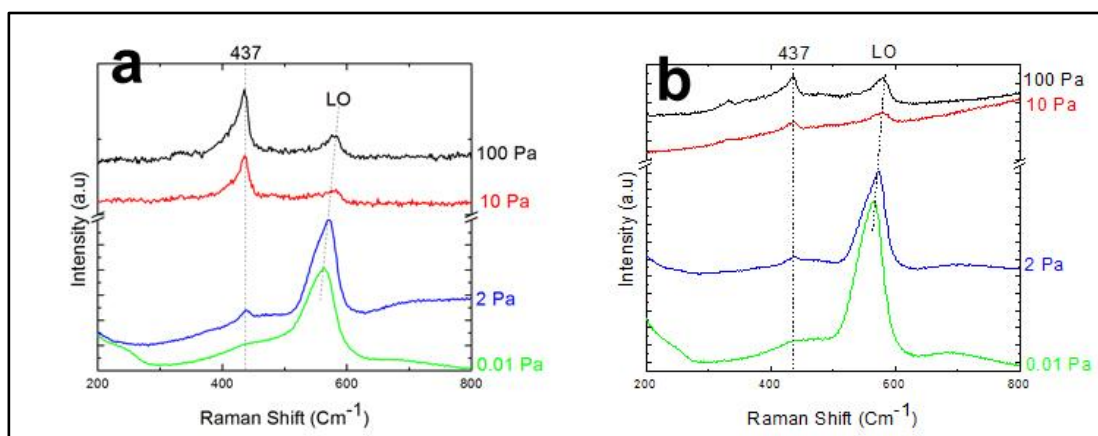 a
437
LO
100 Pa
10 Pa
2 Pa
0.01 Pa
Intensity (a.u)
200 400 600 800
Raman Shift (Cm-1)
b
437
LO
100 Pa
10 Pa
2 Pa
0.01 Pa
Intensity (a.u)
200 400 600 800
Raman Shift (Cm-1)